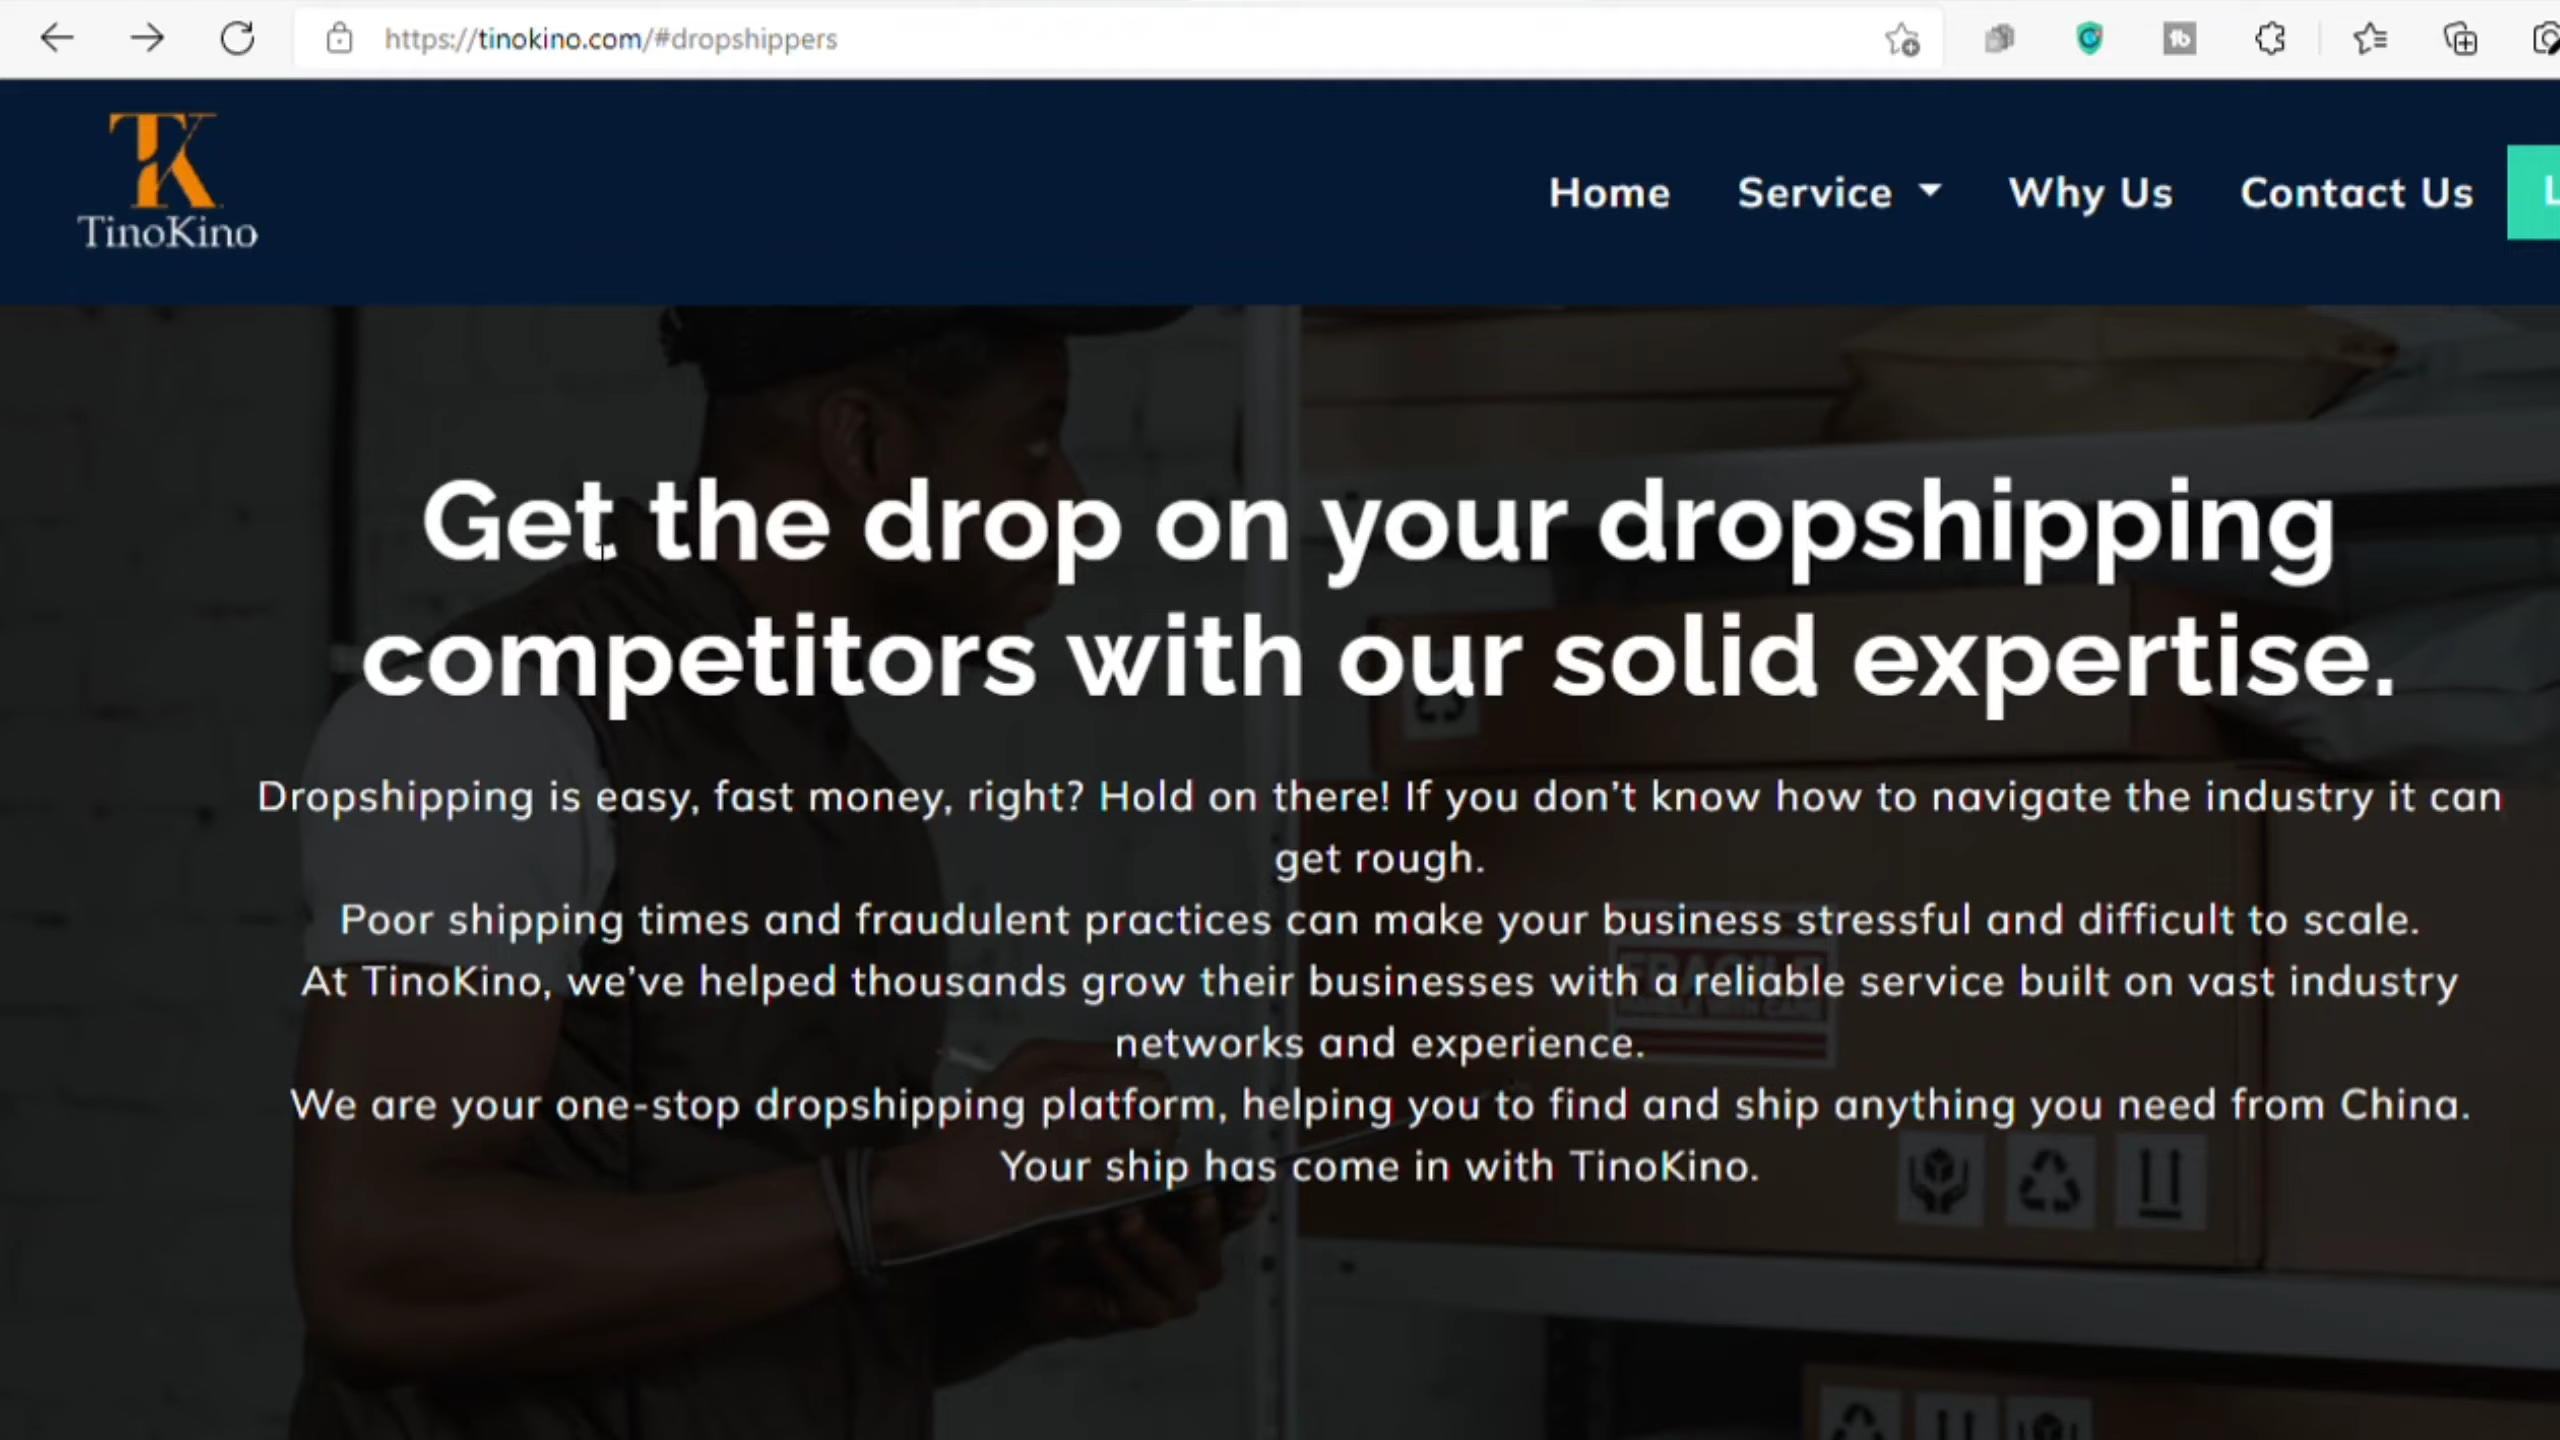 https://tinokino.com/#dropshippers
TK
TinoKino
Home Service Why Us Contact Us
Get the drop on your dropshipping
competitors with our solid expertise.
Dropshipping is easy, fast money, right? Hold on there! If you don’t know how to navigate the industry it can
get rough.
Poor shipping times and fraudulent practices can make your business stressful and difficult to scale.
At TinoKino, we’ve helped thousands grow their businesses with a reliable service built on vast industry
networks and experience.
We are your one-stop dropshipping platform, helping you to find and ship anything you need from China.
Your ship has come in with TinoKino.
FRAGILE